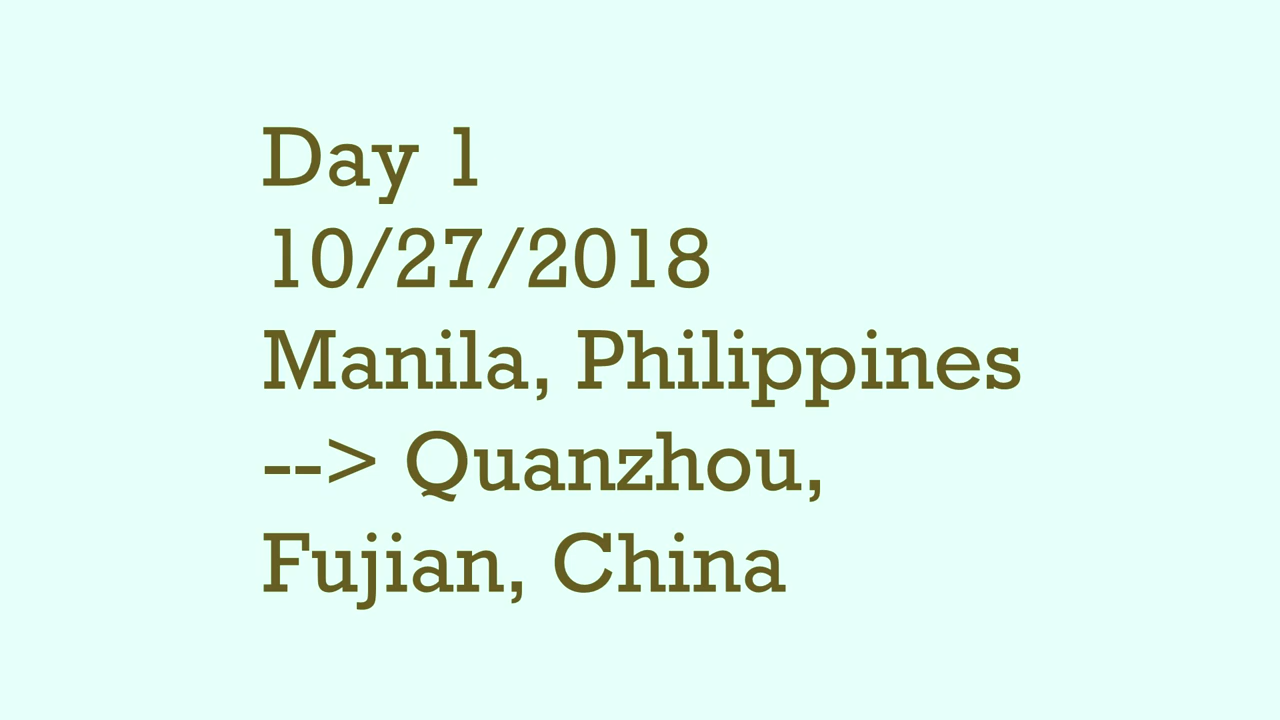 Day 1
10/27/2018
Manila, Philippines
--> Quanzhou,
Fujian, China